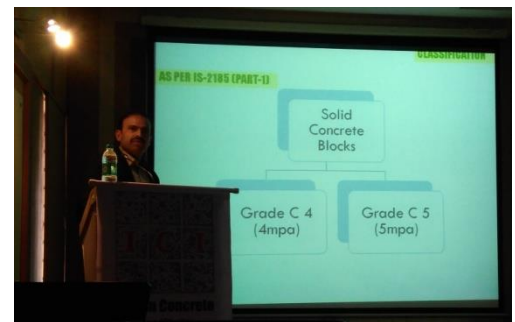 CLASSIFICATION
AS PER IS-2185 (PART-1)
Solid
Concrete
Blocks
Grade C 4
(4mpa)
Grade C 5
(5mpa)
I C I
Concrete